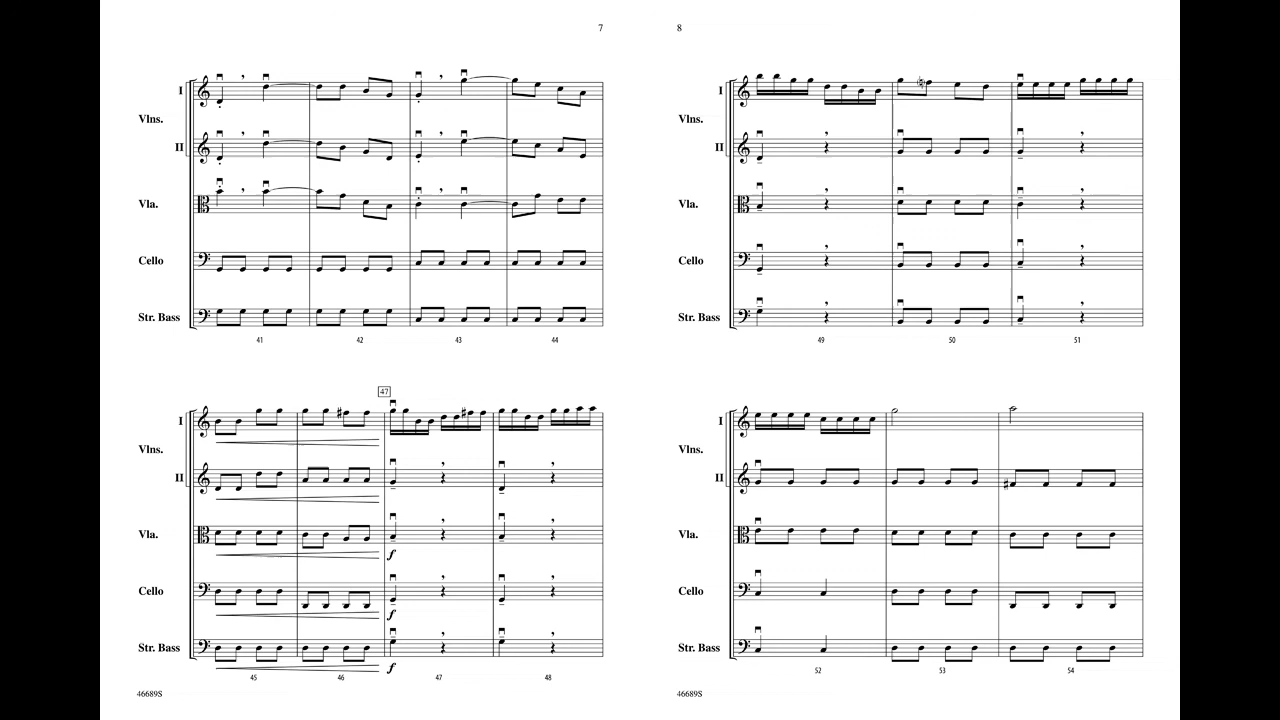 7
I
Vlns.
II
Vla.
Cello
Str. Bass
41 42 43 44
47
I
Vlns.
II
Vla.
f
Cello
f
Str. Bass
f
45 46 47 48
46689S
8
I
Vlns.
II
Vla.
Cello
Str. Bass
49 50 51
I
Vlns.
II
Vla.
Cello
Str. Bass
52 53 54
46689S